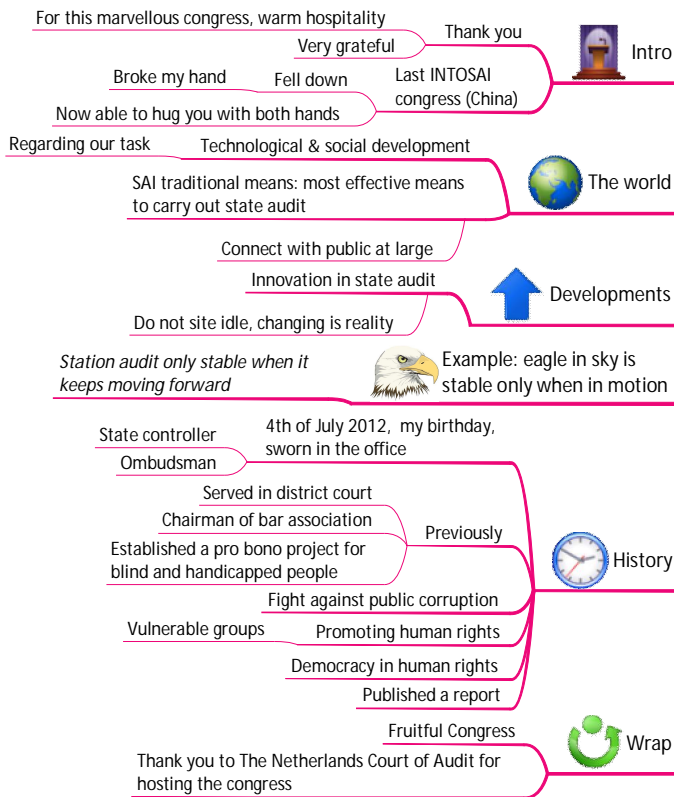 Intro
Thank you
For this marvellous congress, warm hospitality
Very grateful
Last INTOSAI
congress (China)
Fell down
Broke my hand
Now able to hug you with both hands
The world
Technological & social development
Regarding our task
SAI traditional means: most effective means
to carry out state audit
Connect with public at large
Developments
Innovation in state audit
Do not site idle, changing is reality
Example: eagle in sky is
stable only when in motion
Station audit only stable when it
keeps moving forward
History
4th of July 2012, my birthday,
sworn in the office
State controller
Ombudsman
Previously
Served in district court
Chairman of bar association
Established a pro bono project for
blind and handicapped people
Fight against public corruption
Promoting human rights
Vulnerable groups
Democracy in human rights
Published a report
Wrap
Fruitful Congress
Thank you to The Netherlands Court of Audit for
hosting the congress